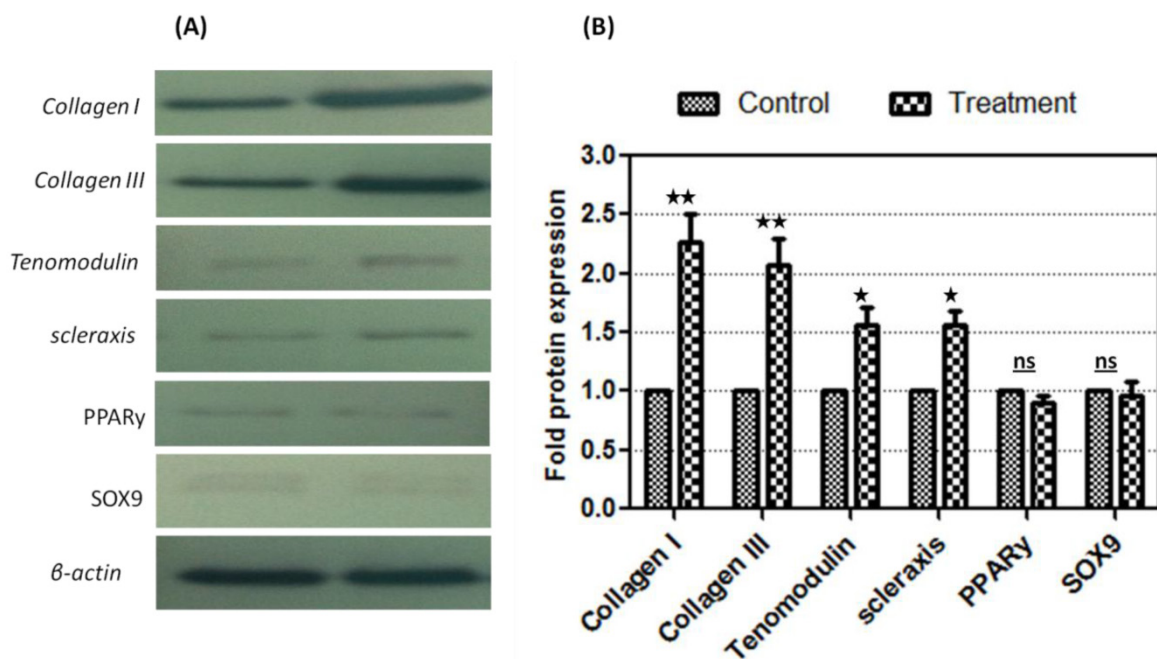 (A)
Collagen I
Collagen III
Tenomodulin
scleraxis
PPARγ
SOX9
β-actin
(B)
Control Treatment
Fold protein expression
3.0
2.5
2.0
1.5
1.0
0.5
0.0
★★
★★
★
★
ns
ns
Collagen I
Collagen III
Tenomodulin
scleraxis
PPARγ
SOX9